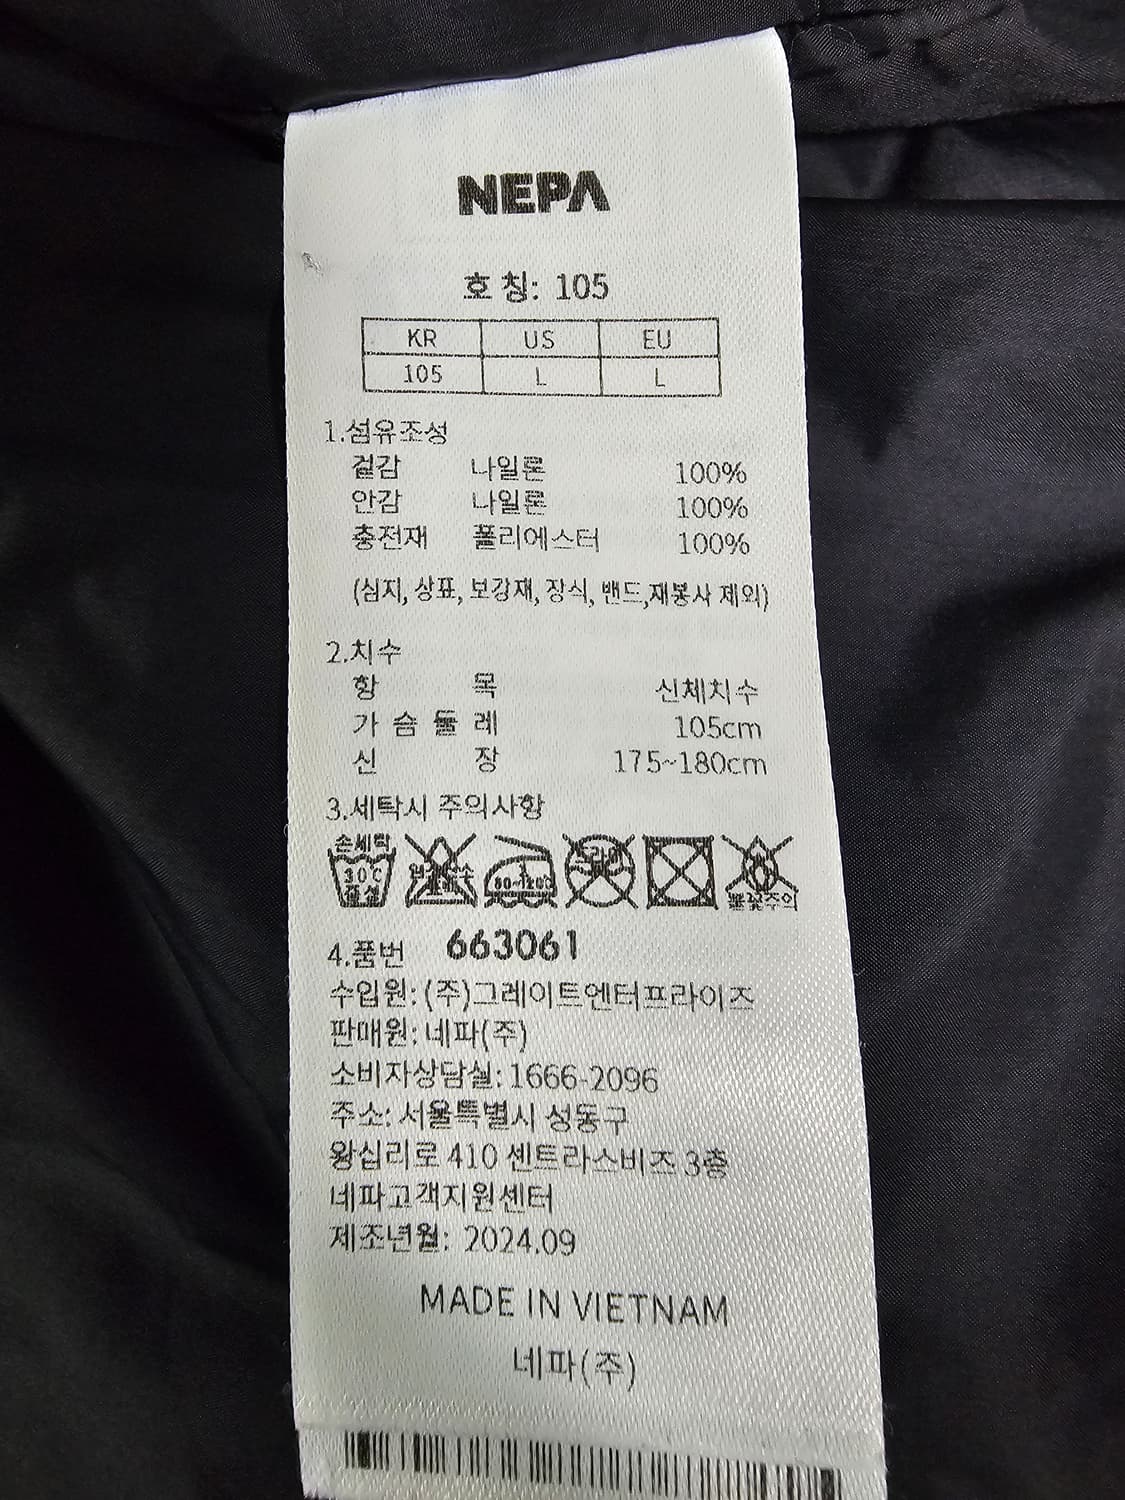 NEPA
호 칭: 105
KR US EU
105 L L
1.섬유조성
겉감 나일론 100%
안감 나일론 100%
충전재 폴리에스터 100%
(심지, 상표, 보강재, 장식, 밴드,재봉사 제외)
2.치수
항 목 신체치수
가 슴 둘 레 105cm
신 장 175~180cm
3.세탁시 주의사항
손세탁
30℃ 중성 80~120℃ 드라이
불꽃주의
4.품번 663061
수입원: (주)그레이트엔터프라이즈
판매원: 네파(주)
소비자상담실: 1666-2096
주소: 서울특별시 성동구
왕십리로 410 센트라스비즈 3층
네파고객지원센터
제조년월: 2024.09
MADE IN VIETNAM
네파(주)